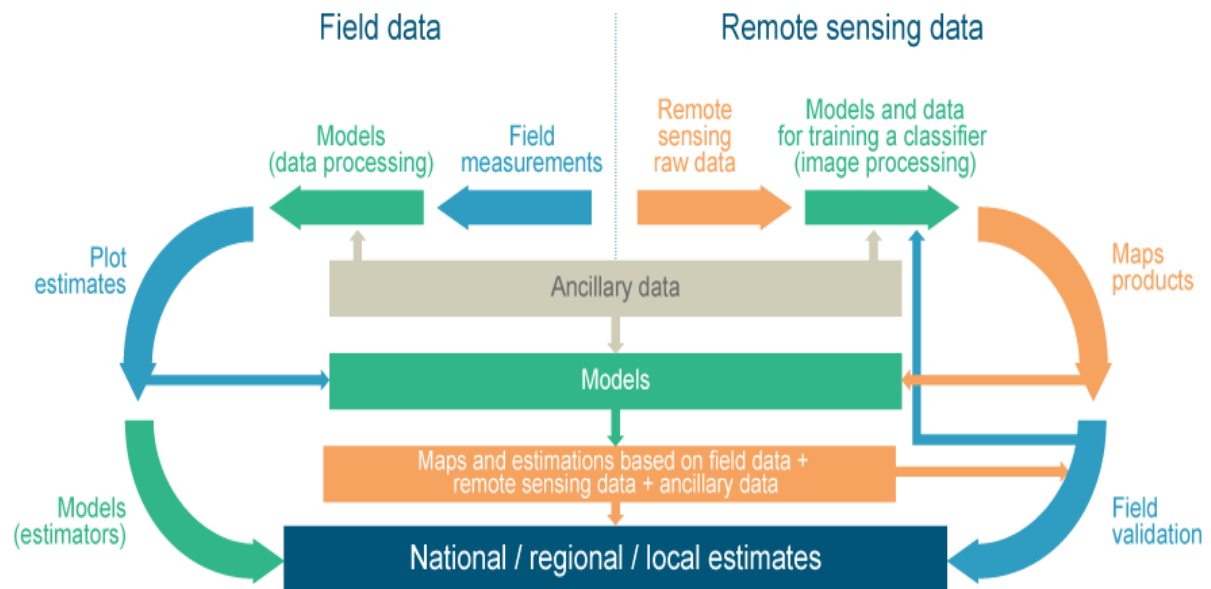 Field data
Remote sensing data
Models
(data processing)
Field
measurements
Remote
sensing
raw data
Models and data
for training a classifier
(image processing)
Plot
estimates
Ancillary data
Maps
products
Models
Maps and estimations based on field data +
remote sensing data + ancillary data
Models
(estimators)
Field
validation
National / regional / local estimates